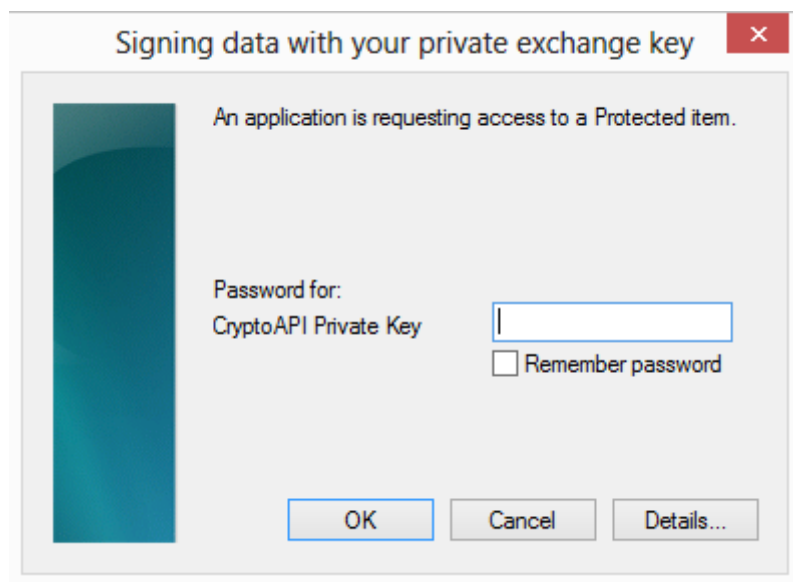 Signing data with your private exchange key
An application is requesting access to a Protected item.
Password for:
CryptoAPI Private Key
Remember password
OK
Cancel
Details...